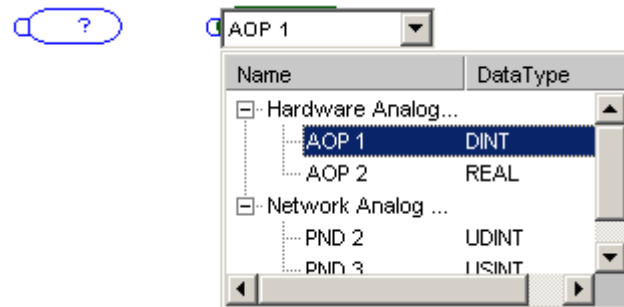 ?
AOP 1
Name DataType
Hardware Analog...
AOP 1 DINT
AOP 2 REAL
Network Analog ...
PND 2 UDINT
PND 3 USINT